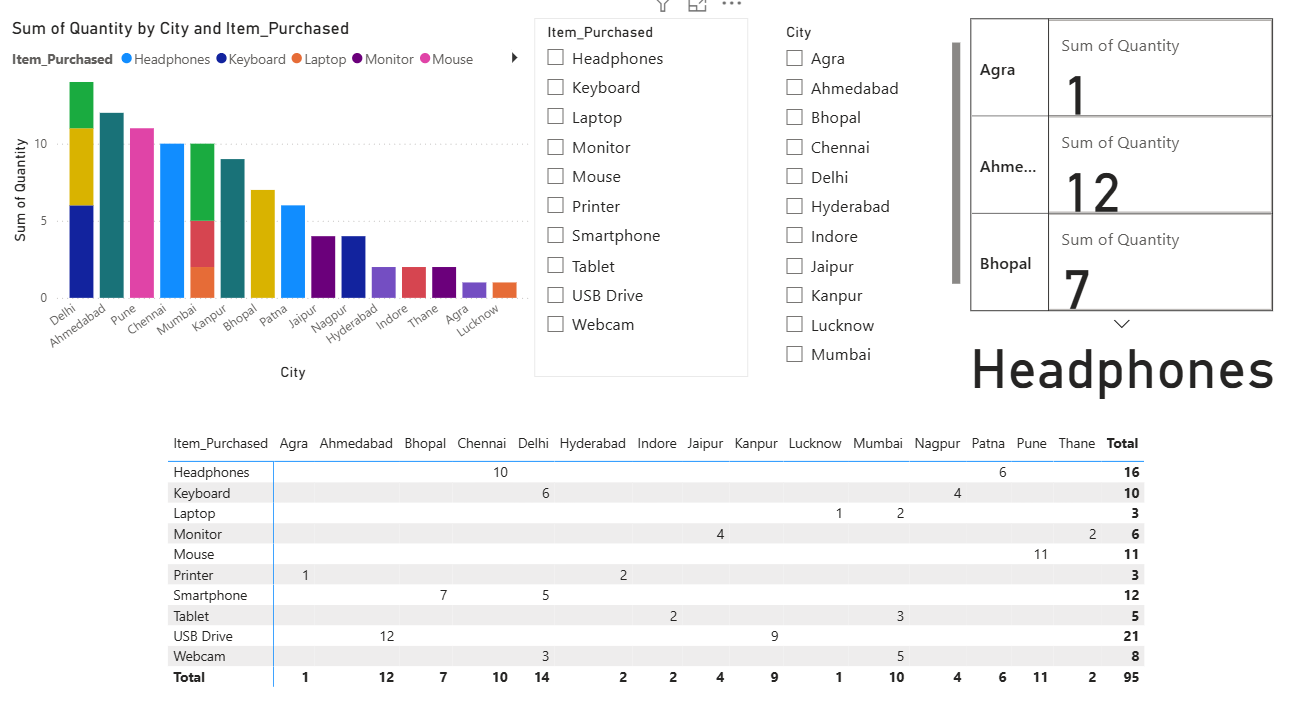 Sum of Quantity by City and Item_Purchased
Item_Purchased Headphones Keyboard Laptop Monitor Mouse
Sum of Quantity
10
5
0
Delhi
Ahmedabad
Pune
Chennai
Mumbai
Kanpur
Bhopal
Patna
Jaipur
Nagpur
Hyderabad
Indore
Thane
Agra
Lucknow
City
Item_Purchased
Headphones
Keyboard
Laptop
Monitor
Mouse
Printer
Smartphone
Tablet
USB Drive
Webcam
City
Agra
Ahmedabad
Bhopal
Chennai
Delhi
Hyderabad
Indore
Jaipur
Kanpur
Lucknow
Mumbai
Agra
Sum of Quantity
1
Ahme...
Sum of Quantity
12
Bhopal
Sum of Quantity
7
Headphones
Item_Purchased Agra Ahmedabad Bhopal Chennai Delhi Hyderabad Indore Jaipur Kanpur Lucknow Mumbai Nagpur Patna Pune Thane Total
Headphones 10 6 16
Keyboard 6 4 10
Laptop 1 2 3
Monitor 4 2 6
Mouse 11 11
Printer 1 2 3
Smartphone 7 5 12
Tablet 2 3 5
USB Drive 12 9 21
Webcam 3 5 8
Total 1 12 7 10 14 2 2 4 9 1 10 4 6 11 2 95